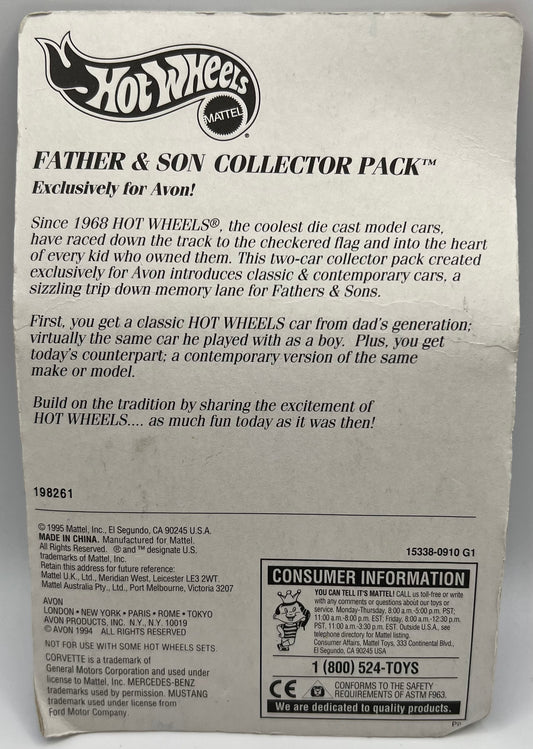 HOT WHEELS
MATTEL
®
FATHER & SON COLLECTOR PACK™
Exclusively for Avon!
Since 1968 HOT WHEELS®, the coolest die cast model cars,
have raced down the track to the checkered flag and into the heart
of every kid who owned them. This two-car collector pack created
exclusively for Avon introduces classic & contemporary cars, a
sizzling trip down memory lane for Fathers & Sons.
First, you get a classic HOT WHEELS car from dad's generation;
virtually the same car he played with as a boy. Plus, you get
today's counterpart; a contemporary version of the same
make or model.
Build on the tradition by sharing the excitement of
HOT WHEELS.... as much fun today as it was then!
198261
© 1995 Mattel, Inc., El Segundo, CA 90245 U.S.A.
MADE IN CHINA. Manufactured for Mattel.
All Rights Reserved. ® and ™ designate U.S.
trademarks of Mattel, Inc.
Retain this address for future reference:
Mattel U.K., Ltd., Meridian West, Leicester LE3 2WT.
Mattel Australia Pty., Ltd., Port Melbourne, Victoria 3207
AVON
LONDON • NEW YORK • PARIS • ROME • TOKYO
AVON PRODUCTS, INC. N.Y., N.Y. 10019
© AVON 1994 ALL RIGHTS RESERVED
NOT FOR USE WITH SOME HOT WHEELS SETS.
CORVETTE is a trademark of
General Motors Corporation and used under
license to Mattel, Inc. MERCEDES-BENZ
trademarks used by permission. MUSTANG
trademark used under license from
Ford Motor Company.
15338-0910 G1
CONSUMER INFORMATION
YOU CAN TELL IT'S MATTEL! CALL us toll-free or write
with any comments or questions about our toys or
service. Monday-Thursday, 8:00 a.m.-5:00 p.m. PST;
11:00 a.m.-8:00 p.m. EST; Friday, 8:00 a.m.-12:30 p.m.
PST, 11:00 a.m.-3:30 p.m. EST. Outside U.S.A., see
telephone directory for Mattel listing.
Consumer Affairs, Mattel Toys, 333 Continental Blvd.,
El Segundo, CA 90245 USA
1 (800) 524-TOYS
CE
CONFORMS TO THE SAFETY
REQUIREMENTS OF ASTM F963.
We are dedicated to quality products.